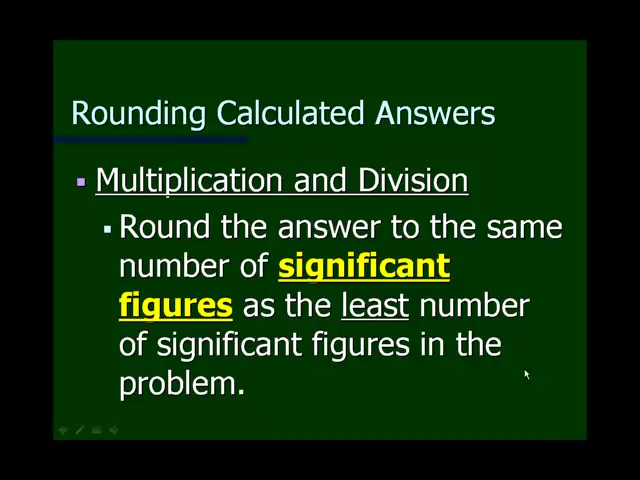 Rounding Calculated Answers
Multiplication and Division
Round the answer to the same
number of significant
figures as the least number
of significant figures in the
problem.